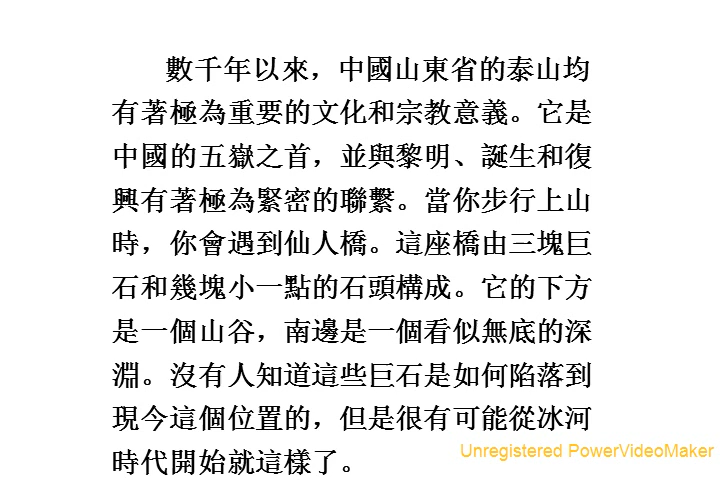 數千年以來，中國山東省的泰山均
有著極為重要的文化和宗教意義。它是
中國的五嶽之首，並與黎明、誕生和復
興有著極為緊密的聯繫。當你步行上山
時，你會遇到仙人橋。這座橋由三塊巨
石和幾塊小一點的石頭構成。它的下方
是一個山谷，南邊是一個看似無底的深
淵。沒有人知道這些巨石是如何陷落到
現今這個位置的，但是很有可能從冰河
時代開始就這樣了。
Unregistered PowerVideoMaker